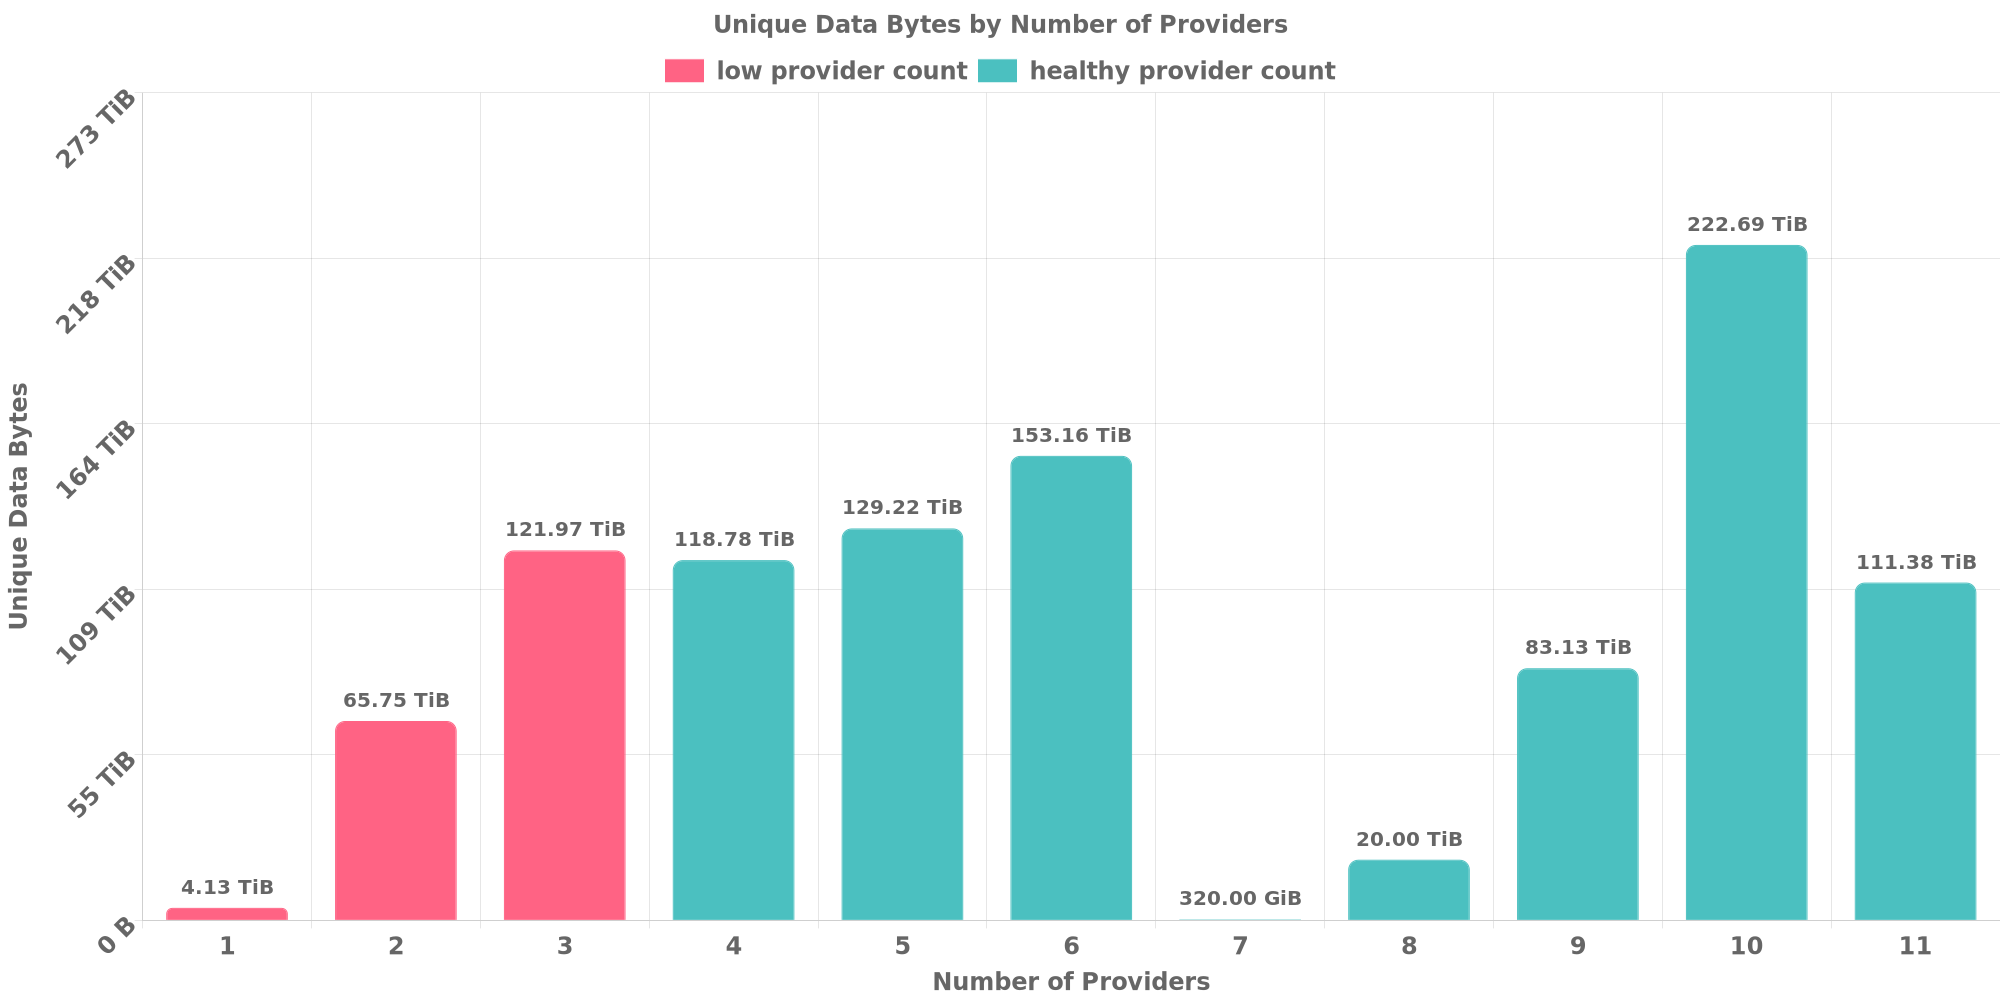 Unique Data Bytes by Number of Providers
low provider count healthy provider count
273 TiB
218 TiB
164 TiB
109 TiB
55 TiB
0 B
Unique Data Bytes
4.13 TiB
65.75 TiB
121.97 TiB
118.78 TiB
129.22 TiB
153.16 TiB
320.00 GiB
20.00 TiB
83.13 TiB
222.69 TiB
111.38 TiB
1 2 3 4 5 6 7 8 9 10 11
Number of Providers